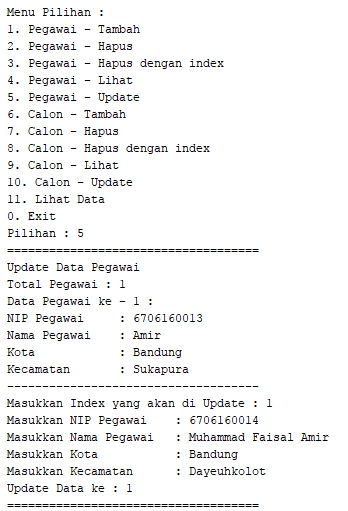 Menu Pilihan :
1. Pegawai - Tambah
2. Pegawai - Hapus
3. Pegawai - Hapus dengan index
4. Pegawai - Lihat
5. Pegawai - Update
6. Calon - Tambah
7. Calon - Hapus
8. Calon - Hapus dengan index
9. Calon - Lihat
10. Calon - Update
11. Lihat Data
0. Exit
Pilihan : 5
====================================
Update Data Pegawai
Total Pegawai : 1
Data Pegawai ke - 1 :
NIP Pegawai     : 6706160013
Nama Pegawai    : Amir
Kota            : Bandung
Kecamatan       : Sukapura
------------------------------------
Masukkan Index yang akan di Update : 1
Masukkan NIP Pegawai    : 6706160014
Masukkan Nama Pegawai   : Muhammad Faisal Amir
Masukkan Kota           : Bandung
Masukkan Kecamatan      : Dayeuhkolot
Update Data ke : 1
====================================